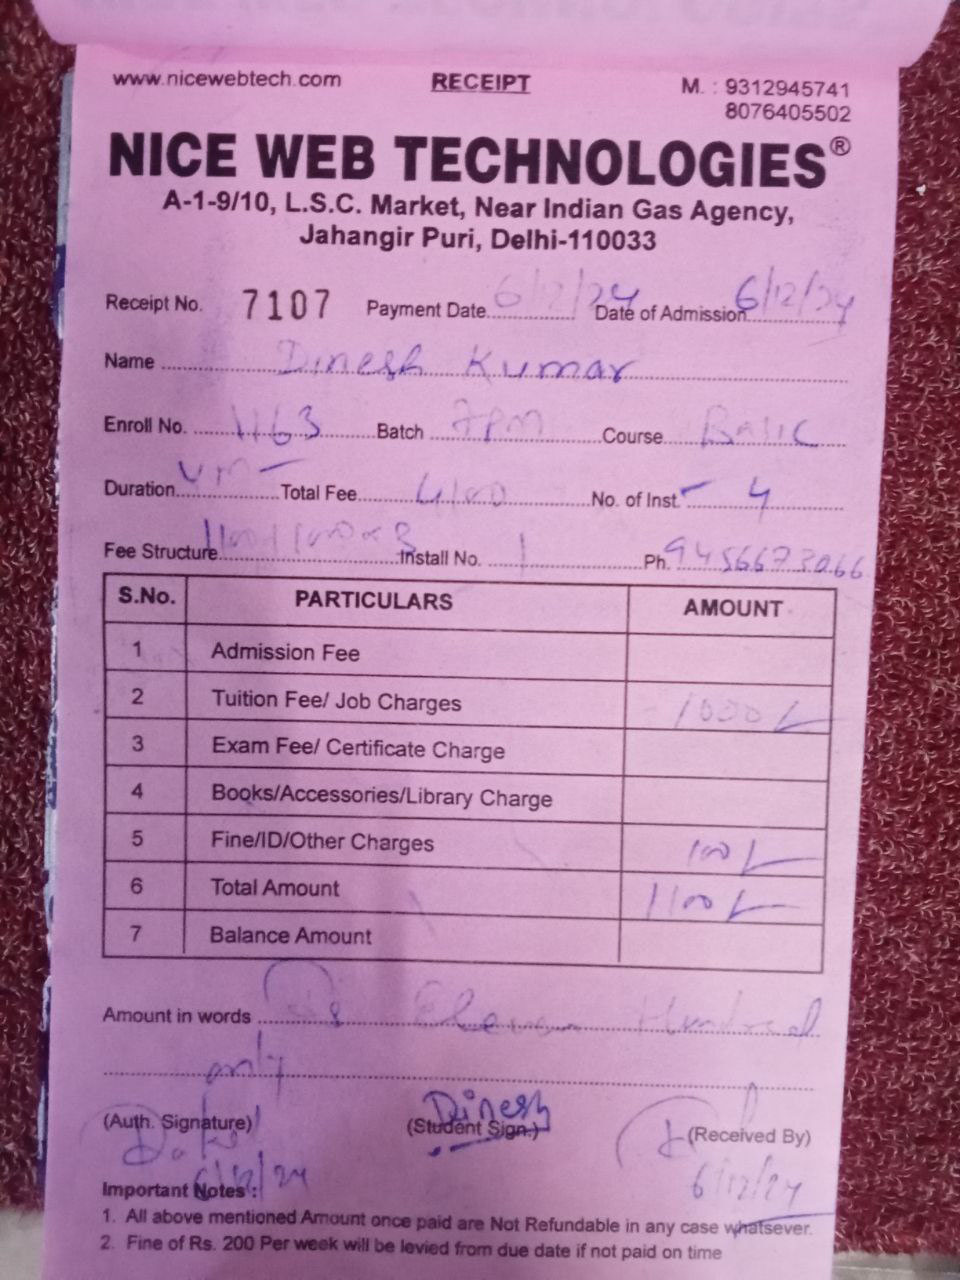 www.nicewebtech.com RECEIPT M. : 9312945741
8076405502
NICE WEB TECHNOLOGIES®
A-1-9/10, L.S.C. Market, Near Indian Gas Agency,
Jahangir Puri, Delhi-110033
Receipt No. 7107 Payment Date 6/12/24 Date of Admission 6/12/24
Name Dinesh Kumar
Enroll No. 1163 Batch 7PM Course Basic
Duration Total Fee 4100 No. of Inst. - 4
Fee Structure Install No. 1 Ph. 9456673066
S.No. PARTICULARS AMOUNT
1 Admission Fee
2 Tuition Fee/ Job Charges 1000/-
3 Exam Fee/ Certificate Charge
4 Books/Accessories/Library Charge
5 Fine/ID/Other Charges 100/-
6 Total Amount 1100/-
7 Balance Amount
Amount in words Rs Eleven Hundred
only
Dinesh
(Auth. Signature) (Student Sign.) (Received By)
6/12/24 6/12/24
Important Notes :
1. All above mentioned Amount once paid are Not Refundable in any case whatsever.
2. Fine of Rs. 200 Per week will be levied from due date if not paid on time